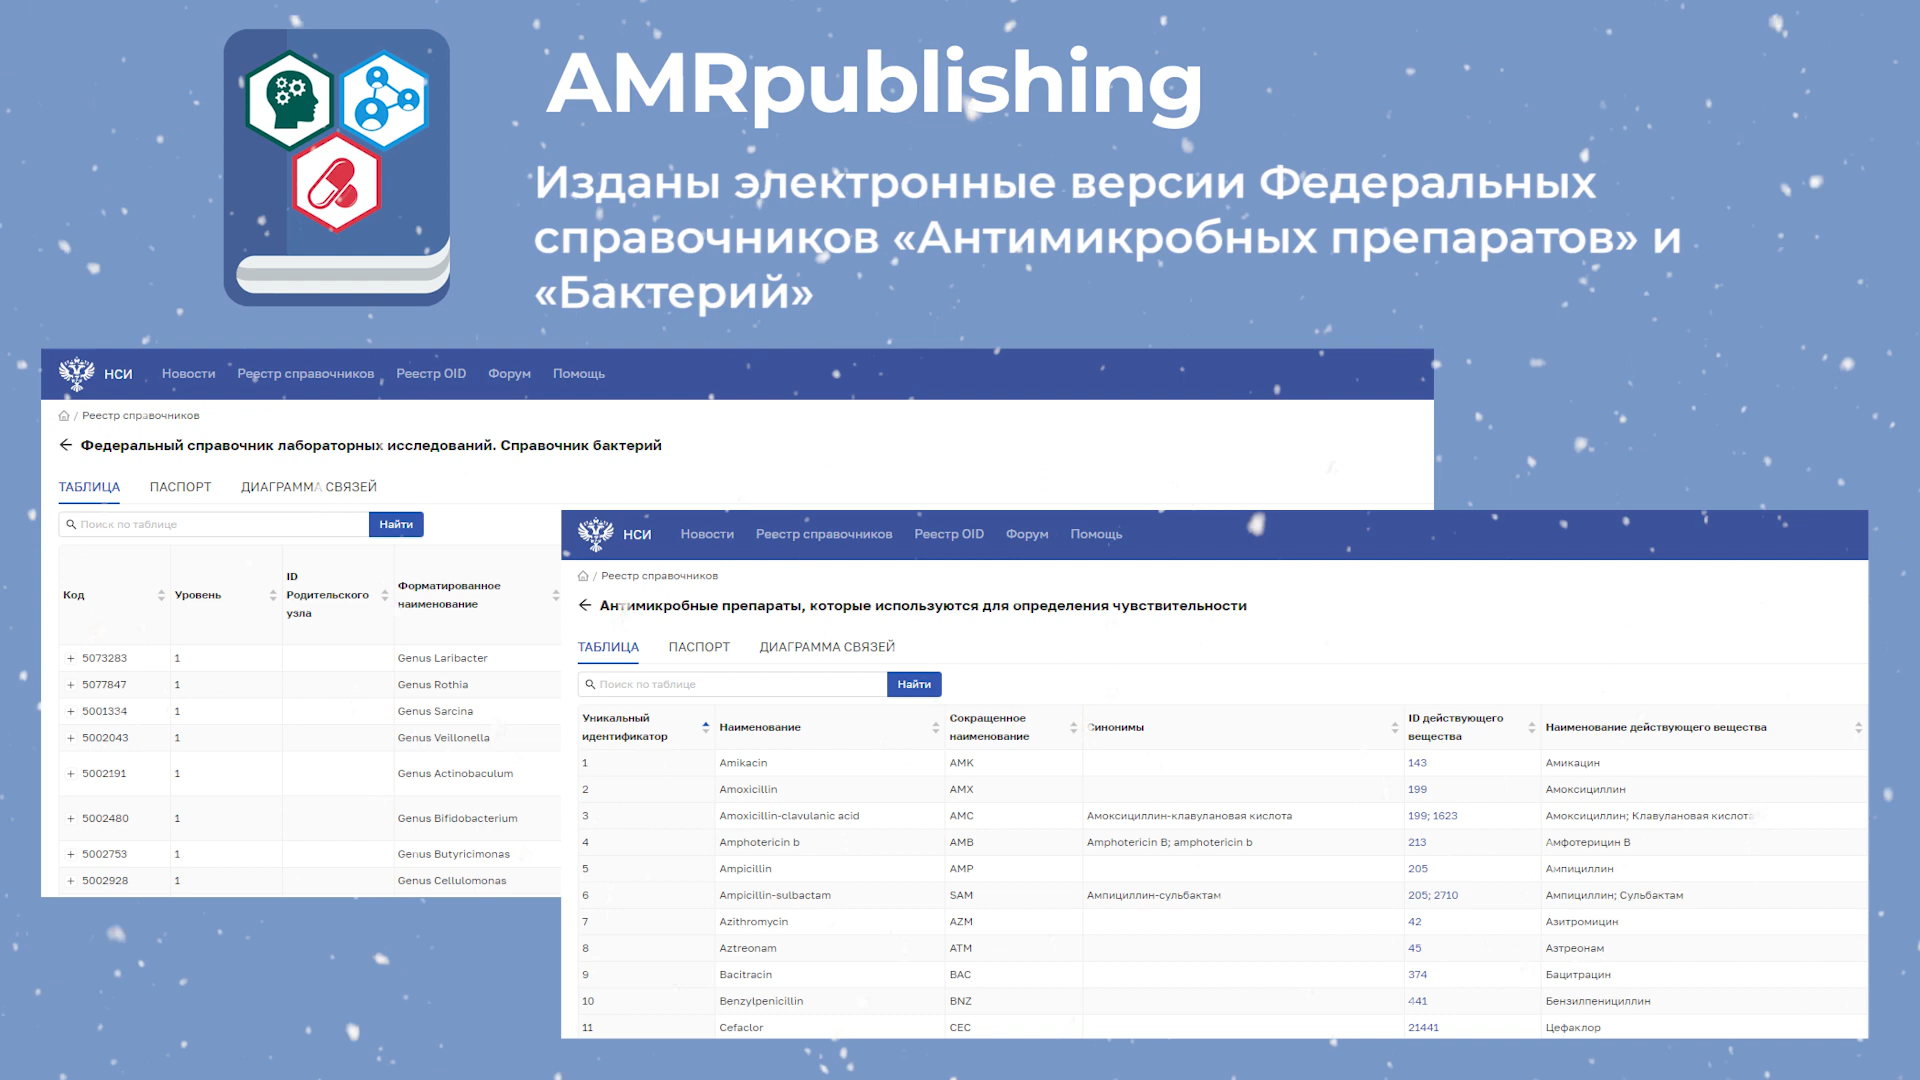 AMRpublishing
Изданы электронные версии Федеральных
справочников «Антимикробных препаратов» и
«Бактерий»
НСИ Новости Реестр справочников Реестр OID Форум Помощь
/ Реестр справочников
← Федеральный справочник лабораторных исследований. Справочник бактерий
ТАБЛИЦА ПАСПОРТ ДИАГРАММА СВЯЗЕЙ
Поиск по таблице Найти
Код Уровень ID Родительского узла Форматированное наименование
+ 5073283 1 Genus Laribacter
+ 5077847 1 Genus Rothia
+ 5001334 1 Genus Sarcina
+ 5002043 1 Genus Veillonella
+ 5002191 1 Genus Actinobaculum
+ 5002480 1 Genus Bifidobacterium
+ 5002753 1 Genus Butyricimonas
+ 5002928 1 Genus Cellulomonas
НСИ Новости Реестр справочников Реестр OID Форум Помощь
/ Реестр справочников
← Антимикробные препараты, которые используются для определения чувствительности
ТАБЛИЦА ПАСПОРТ ДИАГРАММА СВЯЗЕЙ
Поиск по таблице Найти
Уникальный идентификатор Наименование Сокращенное наименование Синонимы ID действующего вещества Наименование действующего вещества
1 Amikacin AMK 143 Амикацин
2 Amoxicillin AMX 199 Амоксициллин
3 Amoxicillin-clavulanic acid AMC Амоксициллин-клавулановая кислота 199; 1623 Амоксициллин; Клавулановая кислота
4 Amphotericin b AMB Amphotericin B; amphotericin b 213 Амфотерицин B
5 Ampicillin AMP 205 Ампициллин
6 Ampicillin-sulbactam SAM Ампициллин-сульбактам 205; 2710 Ампициллин; Сульбактам
7 Azithromycin AZM 42 Азитромицин
8 Aztreonam ATM 45 Азтреонам
9 Bacitracin BAC 374 Бацитрацин
10 Benzylpenicillin BNZ 441 Бензилпенициллин
11 Cefaclor CEC 21441 Цефаклор